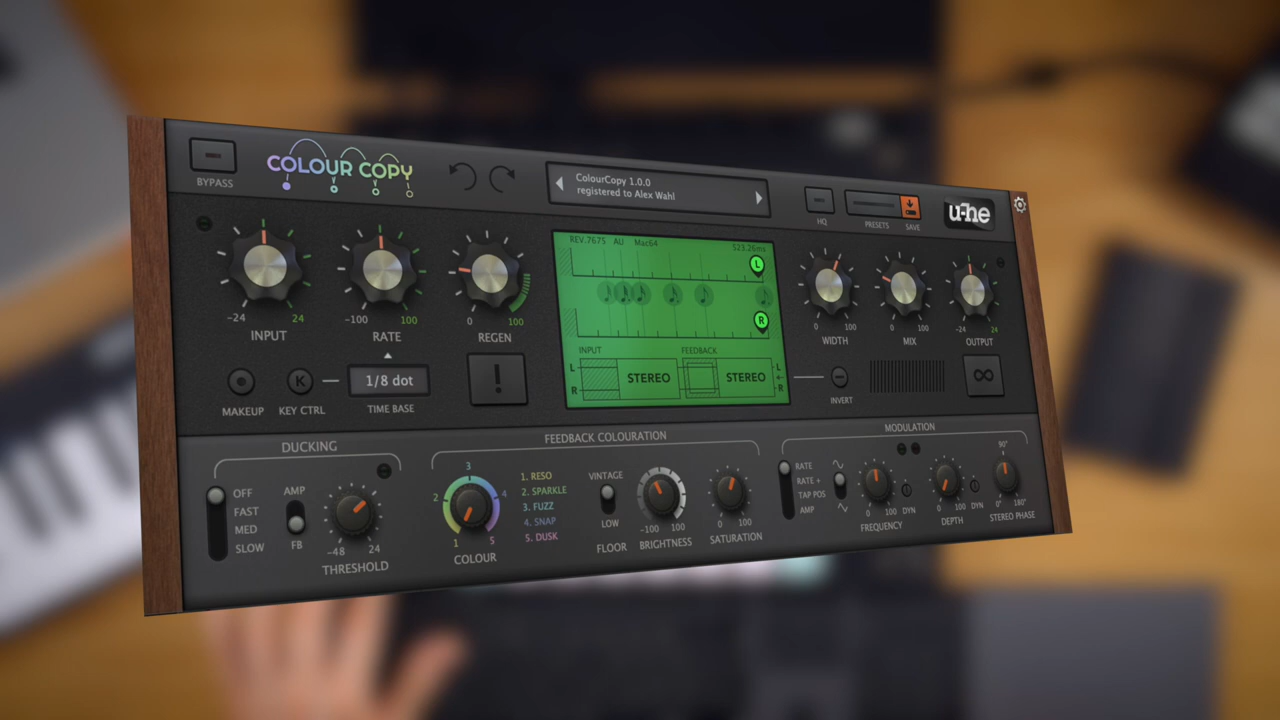 BYPASS
COLOUR COPY
ColourCopy 1.0.0
registered to Alex Wahl
HQ
PRESETS
SAVE
u-he
-24 24
INPUT
-100 100
RATE
0 100
REGEN
REV.7675 AU Mac64 523.26ms
L
R
INPUT
FEEDBACK
L
R
STEREO
STEREO
L
R
0 100
WIDTH
0 100
MIX
-24 24
OUTPUT
MAKEUP
K
KEY CTRL
1/8 dot
TIME BASE
!
INVERT
∞
DUCKING
OFF
FAST
MED
SLOW
AMP
FB
-48 24
THRESHOLD
FEEDBACK COLOURATION
1 2 3 4 5
COLOUR
1. RESO
2. SPARKLE
3. FUZZ
4. SNAP
5. DUSK
VINTAGE
LOW
FLOOR
-100 100
BRIGHTNESS
0 100
SATURATION
MODULATION
RATE
RATE +
TAP POS
AMP
0 100 DYN
FREQUENCY
0 100 DYN
DEPTH
90°
0° 180°
STEREO PHASE